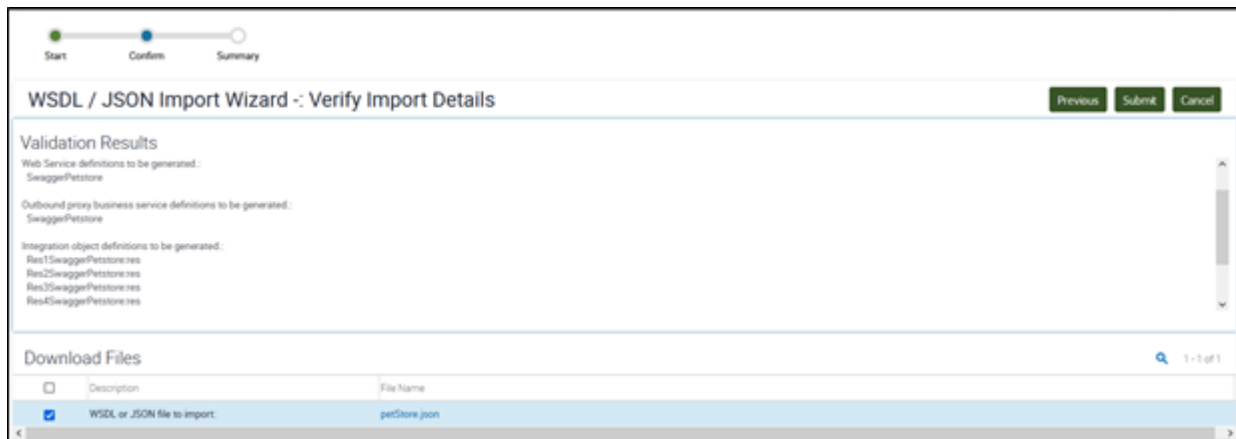 Start Confirm Summary
WSDL / JSON Import Wizard -: Verify Import Details Previous Submit Cancel
Validation Results
Web Service definitions to be generated.:
SwaggerPetstore
Outbound proxy business service definitions to be generated.:
SwaggerPetstore
Integration object definitions to be generated.:
Res1SwaggerPetstore:res
Res2SwaggerPetstore:res
Res3SwaggerPetstore:res
Res4SwaggerPetstore:res
Download Files 1 - 1 of 1
Description File Name
WSDL or JSON file to import: petStore.json